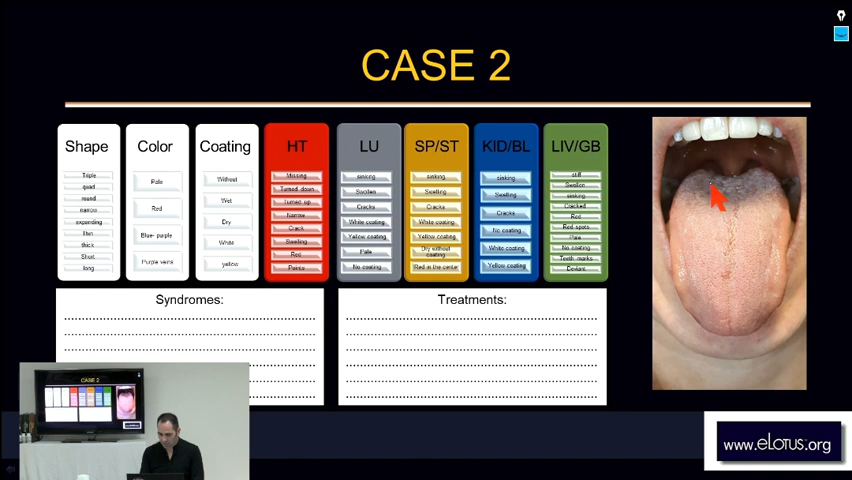 CASE 2
Shape
Triple
quad
round
narrow
expanding
thin
thick
Short
long
Color
Pale
Red
Blue- purple
Purple veins
Coating
Without
Wet
Dry
White
yellow
HT
Missing
Turned down
Turned up
Narrow
Crack
Swelling
Red
Pale
LU
sinking
Swollen
Cracks
White coating
Yellow coating
Pale
No coating
SP/ST
sinking
Swelling
Cracks
White coating
Yellow coating
Dry without
coating
Red in the center
KID/BL
sinking
Swelling
Cracks
No coating
White coating
Yellow coating
LIV/GB
stiff
Swollen
sinking
Cracked
Red
Red spots
Pale
No coating
Teeth marks
Deviant
Syndromes:
Treatments:
CASE 2
www.eLOTUS.org